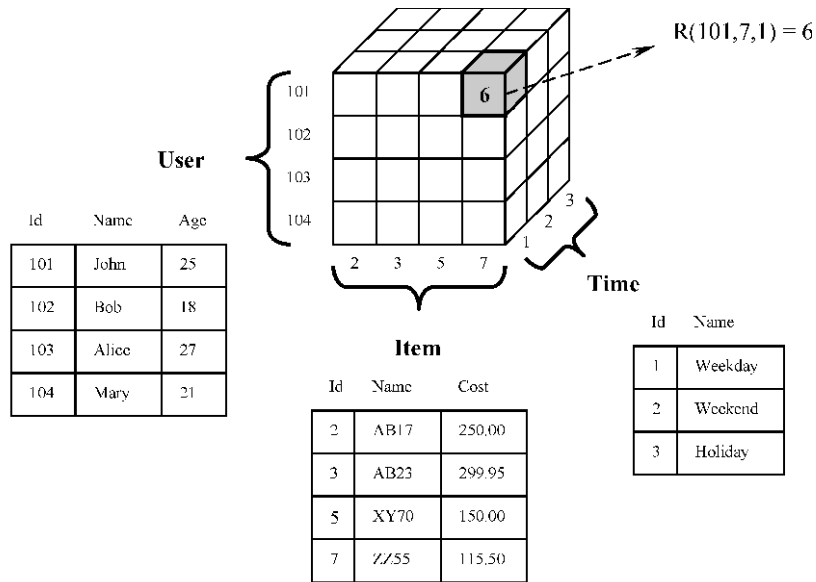 R(101,7,1) = 6
6
101
102
103
104
User
2 3 5 7
1
2
3
Time
Item
Id Name Age
101 John 25
102 Bob 18
103 Alice 27
104 Mary 21
Id Name Cost
2 AB17 250.00
3 AB23 299.95
5 XY70 150.00
7 ZZ55 115.50
Id Name
1 Weekday
2 Weekend
3 Holiday